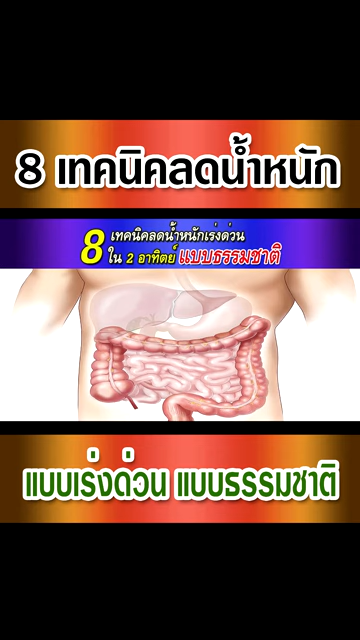 8 เทคนิคลดน้ำหนัก
8 เทคนิคลดน้ำหนักเร่งด่วน
ใน 2 อาทิตย์ แบบธรรมชาติ
แบบเร่งด่วน แบบธรรมชาติ